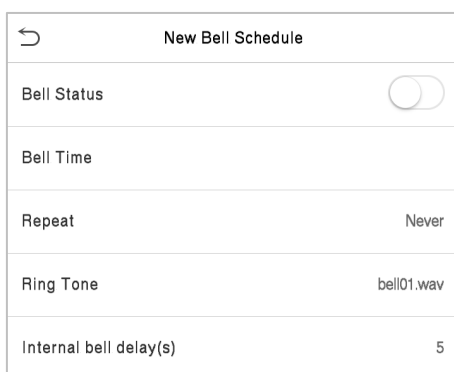 New Bell Schedule
Bell Status
Bell Time
Repeat Never
Ring Tone bell01.wav
Internal bell delay(s) 5